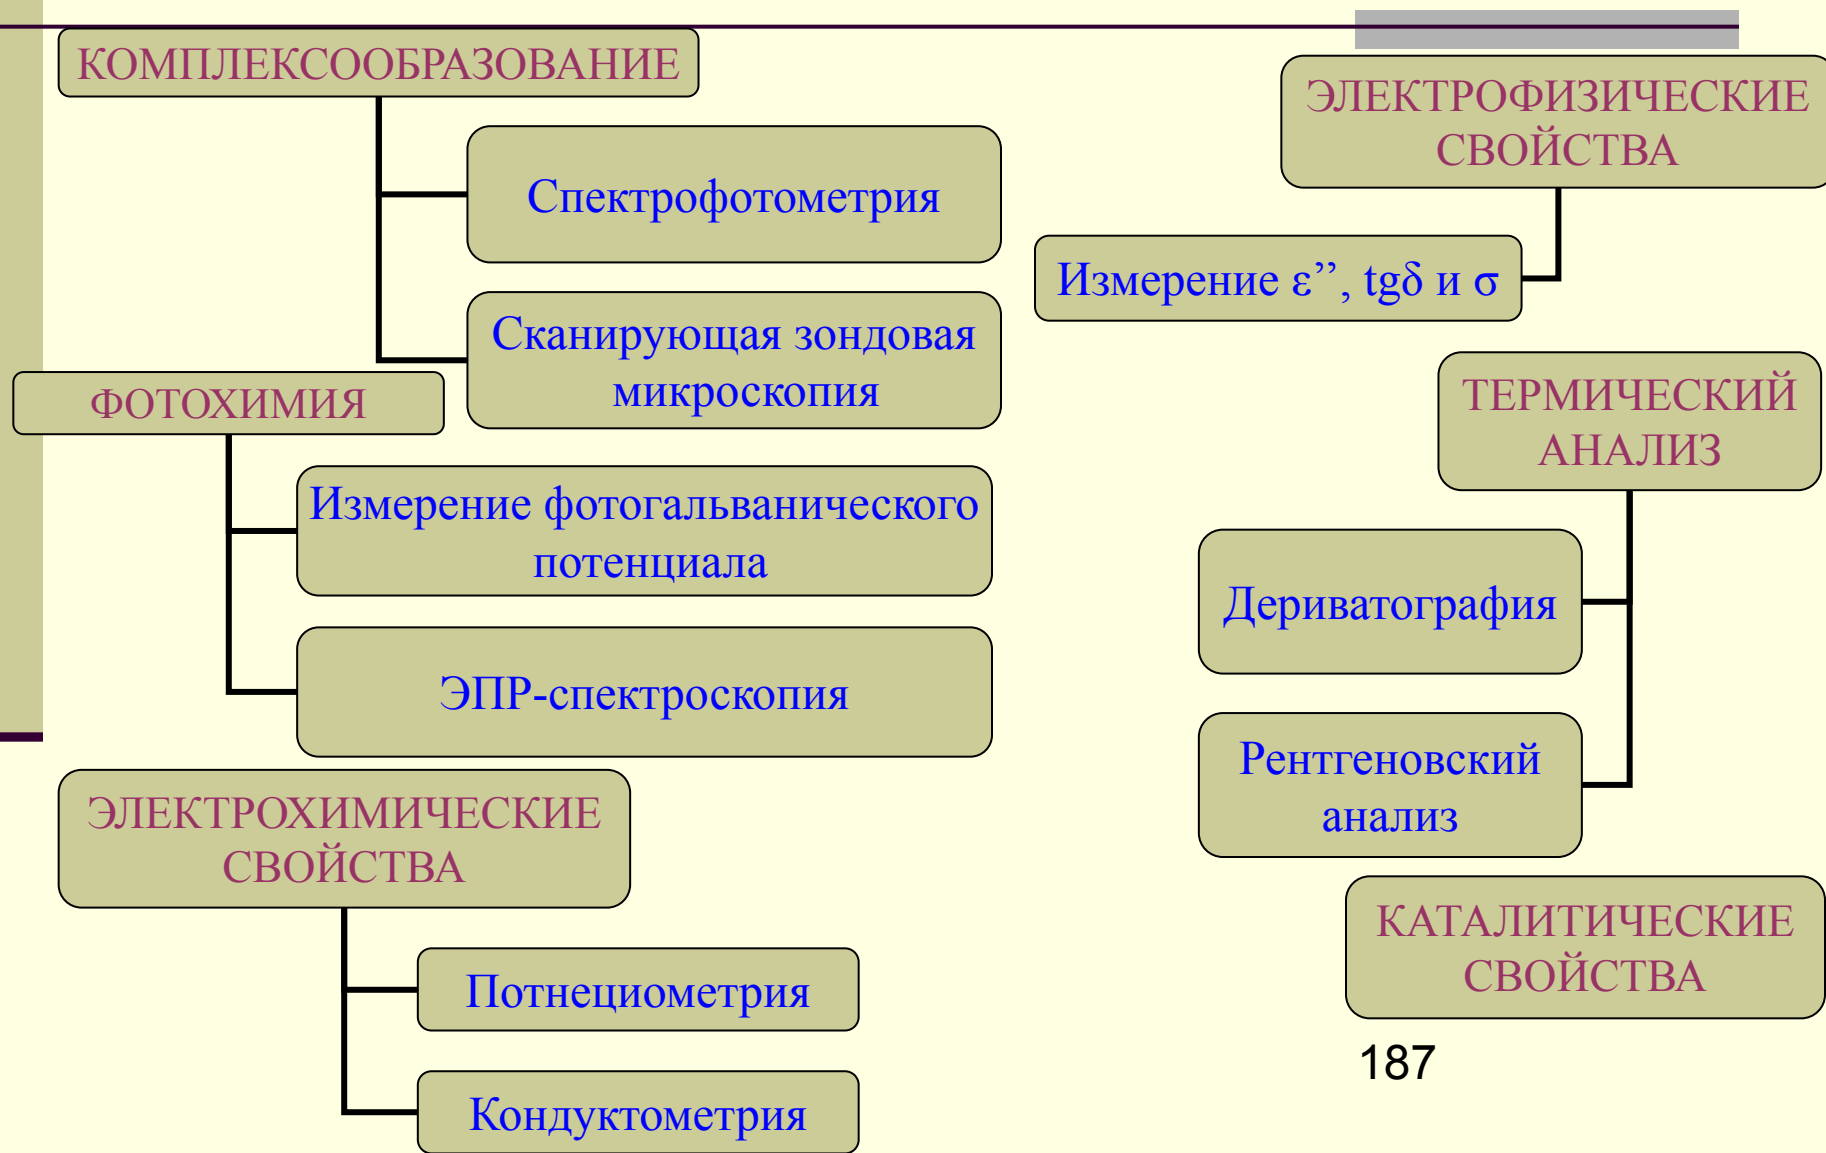 КОМПЛЕКСООБРАЗОВАНИЕ
Спектрофотометрия
Сканирующая зондовая
микроскопия
ФОТОХИМИЯ
Измерение фотогальванического
потенциала
ЭПР-спектроскопия
ЭЛЕКТРОХИМИЧЕСКИЕ
СВОЙСТВА
Потнециометрия
Кондуктометрия
ЭЛЕКТРОФИЗИЧЕСКИЕ
СВОЙСТВА
Измерение ε’’, tgδ и σ
ТЕРМИЧЕСКИЙ
АНАЛИЗ
Дериватография
Рентгеновский
анализ
КАТАЛИТИЧЕСКИЕ
СВОЙСТВА
187